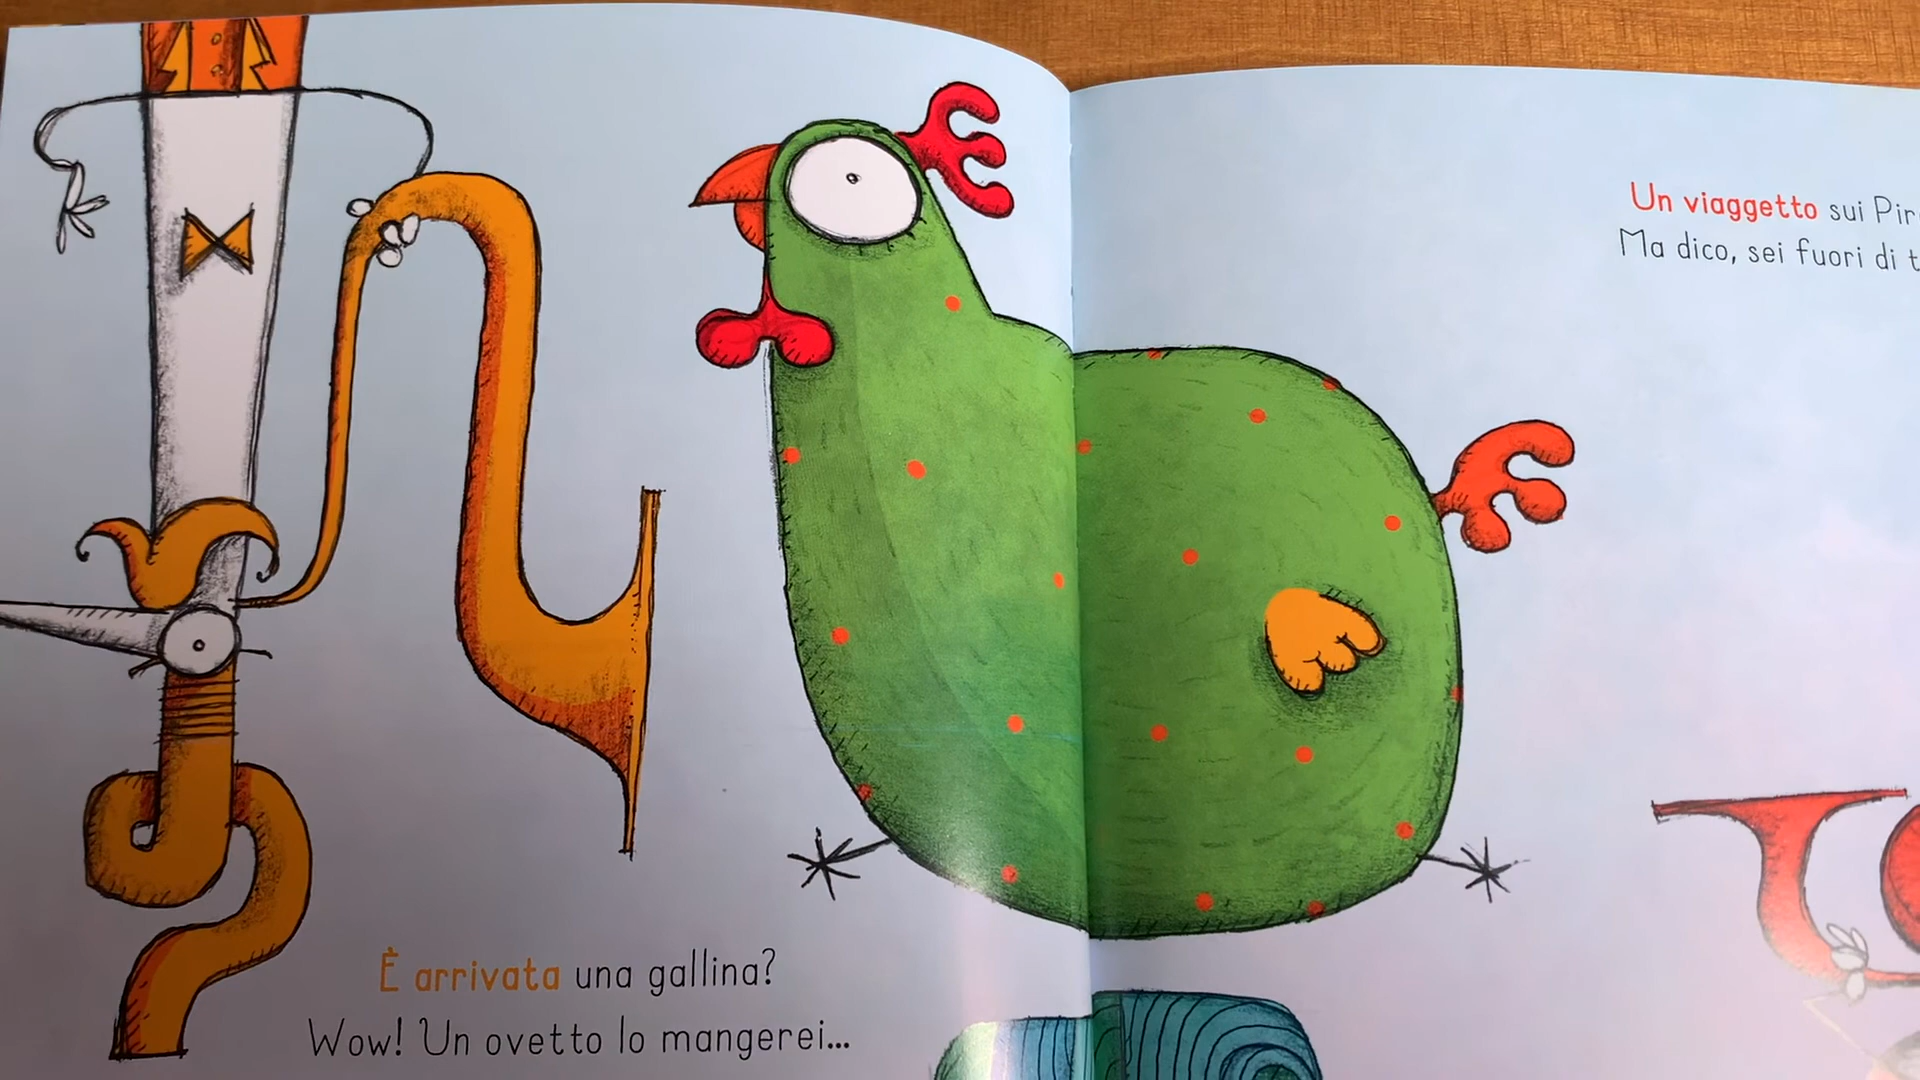 È arrivata una gallina?
Wow! Un ovetto lo mangerei...
Un viaggetto sui
Ma dico, sei fuori di